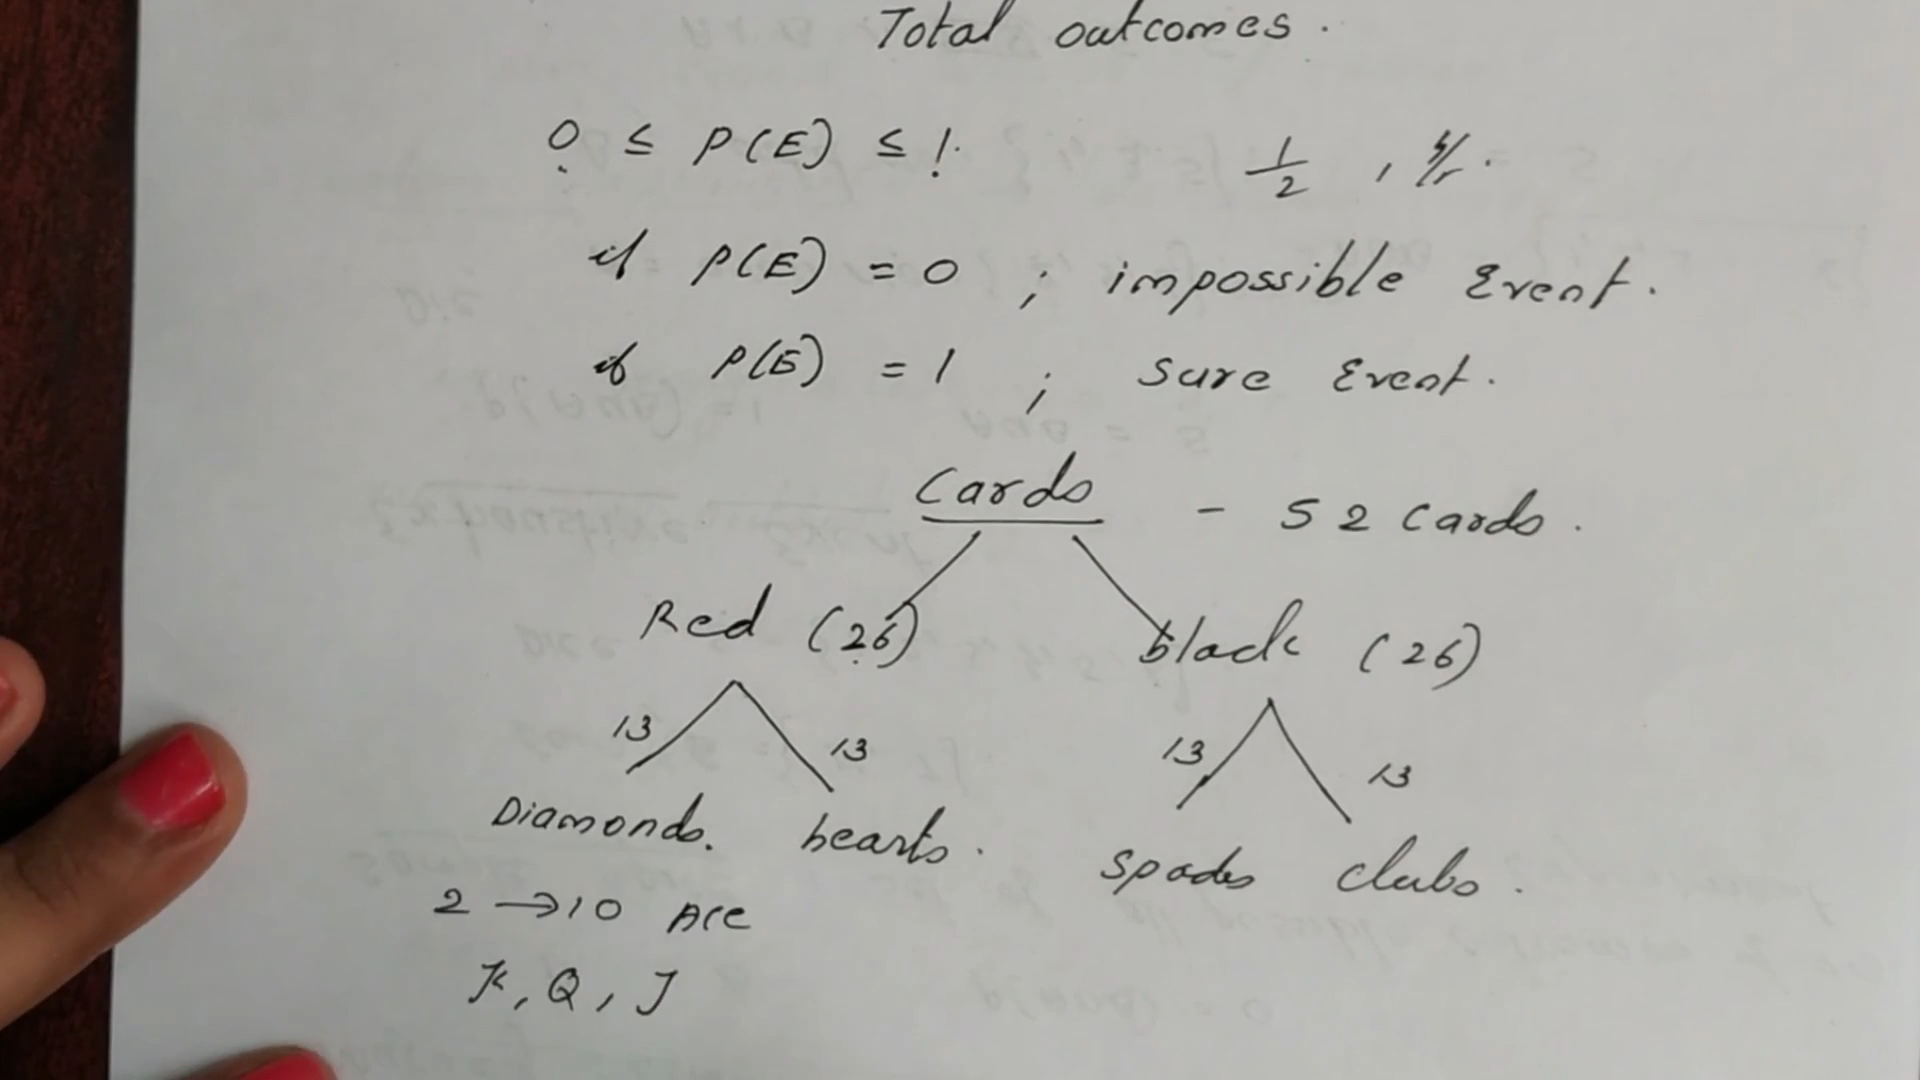 Total outcomes.
0 ≤ P(E) ≤ 1. 1/2 ,
if P(E) = 0 ; impossible Event.
if P(E) = 1 ; Sure Event.
Cards - 52 Cards.
Red (26) black (26)
13 13 13 13
Diamonds. hearts. Spades clubs.
2 → 10 Ace
K, Q, J